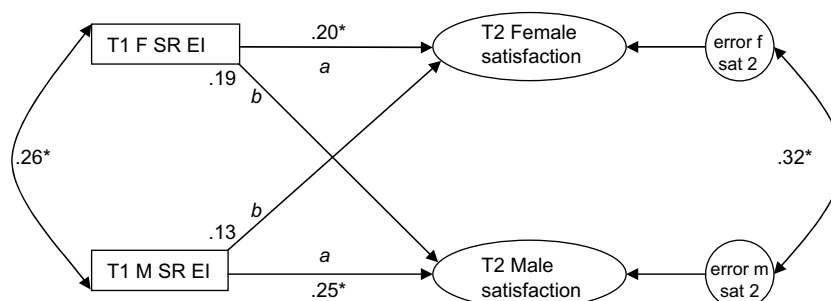 .20*
T1 F SR EI
T2 Female
satisfaction
error f
sat 2
a
.19
b
.26*
.32*
b
.13
T1 M SR EI
a
.25*
T2 Male
satisfaction
error m
sat 2